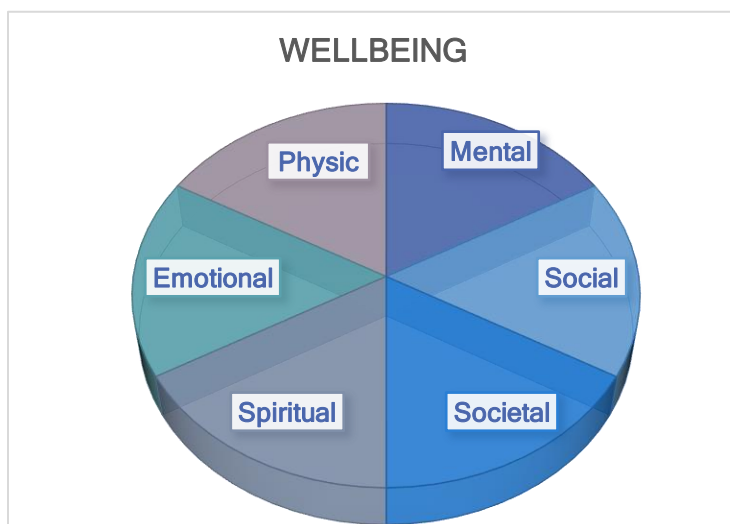 WELLBEING
Physic
Mental
Emotional
Social
Spiritual
Societal